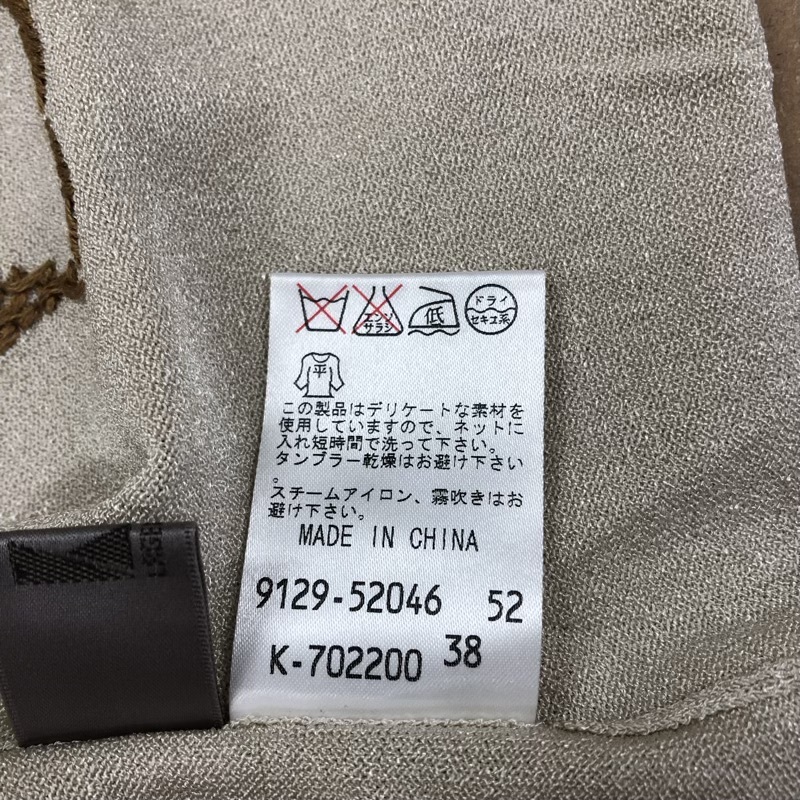 エンソ
サラシ
低
ドライ
セキユ系
平
この製品はデリケートな素材を
使用していますので、ネットに
入れ短時間で洗って下さい。
タンブラー乾燥はお避け下さい
。
スチームアイロン、霧吹きはお
避け下さい。
MADE IN CHINA
9129-52046 52
K-702200 38